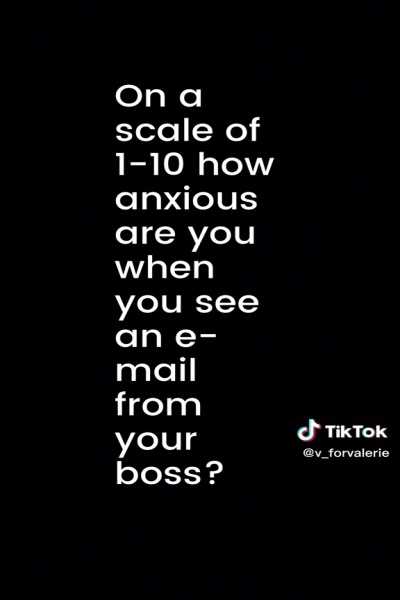 On a
scale of
1-10 how
anxious
are you
when
you see
an e-
mail
from
your
boss?
TikTok
@v_forvalerie